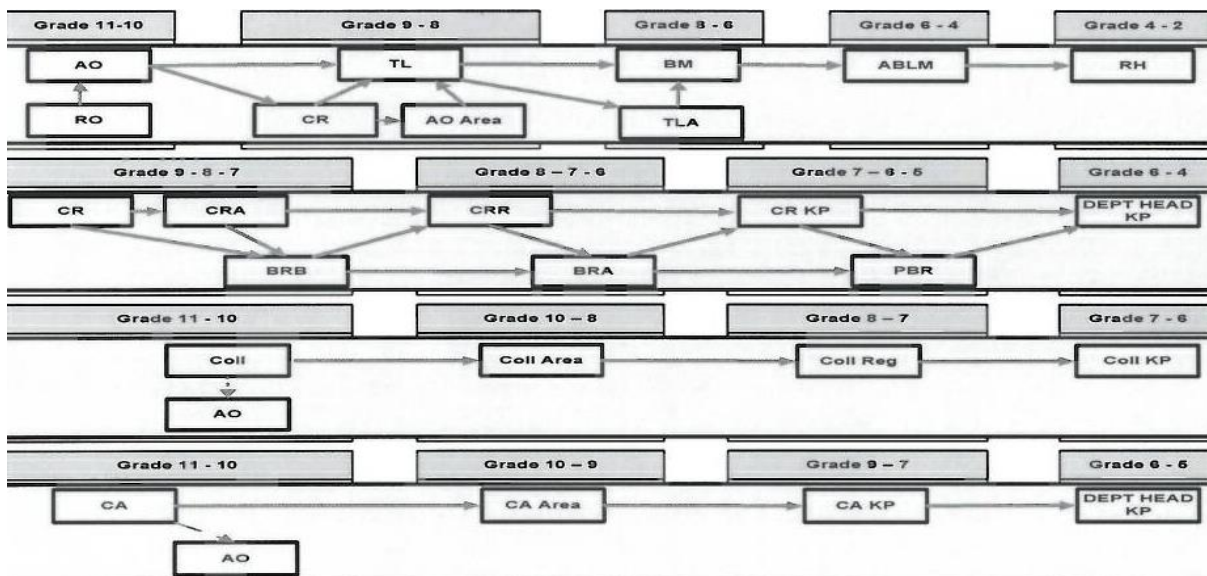 Grade 11-10
Grade 9 - 8
Grade 8 - 6
Grade 6 - 4
Grade 4 - 2
AO
TL
BM
ABLM
RH
RO
CR
AO Area
TLA
Grade 9 - 8 - 7
Grade 8 – 7 - 6
Grade 7 – 6 - 5
Grade 6 - 4
CR
CRA
CRR
CR KP
DEPT HEAD
KP
BRB
BRA
PBR
Grade 11 - 10
Grade 10 – 8
Grade 8 – 7
Grade 7 - 6
Coll
Coll Area
Coll Reg
Coll KP
AO
Grade 11 - 10
Grade 10 – 9
Grade 9 – 7
Grade 6 - 5
CA
CA Area
CA KP
DEPT HEAD
KP
AO